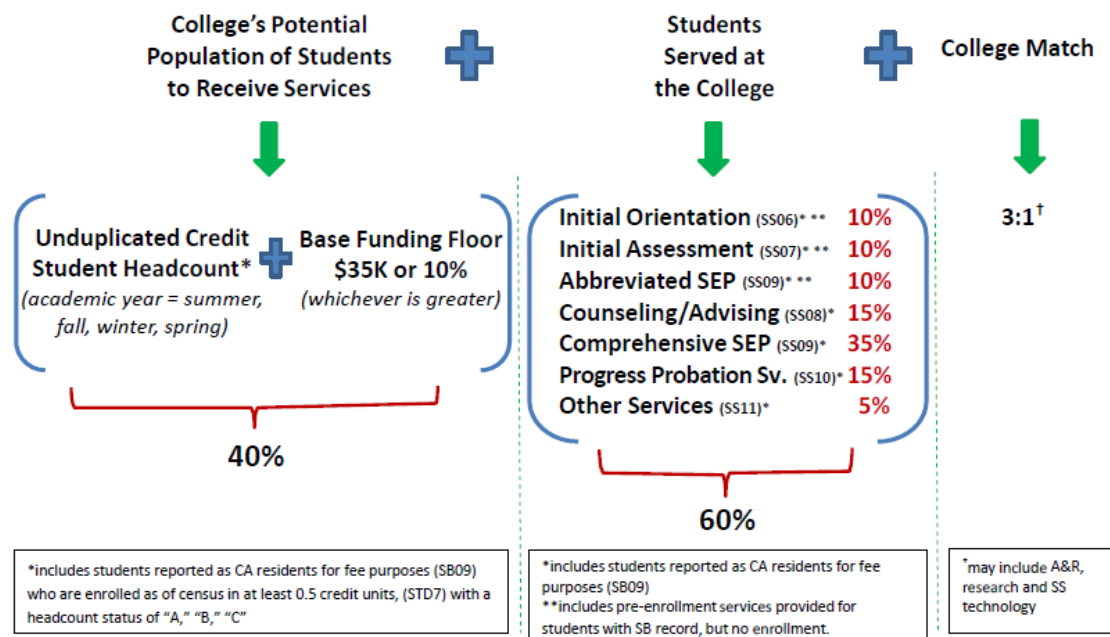 College's Potential
Population of Students
to Receive Services
Students
Served at
the College
College Match
Unduplicated Credit
Student Headcount*
(academic year = summer,
fall, winter, spring)
Base Funding Floor
$35K or 10%
(whichever is greater)
40%
Initial Orientation (SS06)* ** 10%
Initial Assessment (SS07)* ** 10%
Abbreviated SEP (SS09)* ** 10%
Counseling/Advising (SS08)* 15%
Comprehensive SEP (SS09)* 35%
Progress Probation Sv. (SS10)* 15%
Other Services (SS11)* 5%
60%
3:1†
*includes students reported as CA residents for fee purposes (SB09)
who are enrolled as of census in at least 0.5 credit units, (STD7) with a
headcount status of "A," "B," "C"
*includes students reported as CA residents for fee
purposes (SB09)
**includes pre-enrollment services provided for
students with SB record, but no enrollment.
†may include A&R,
research and SS
technology